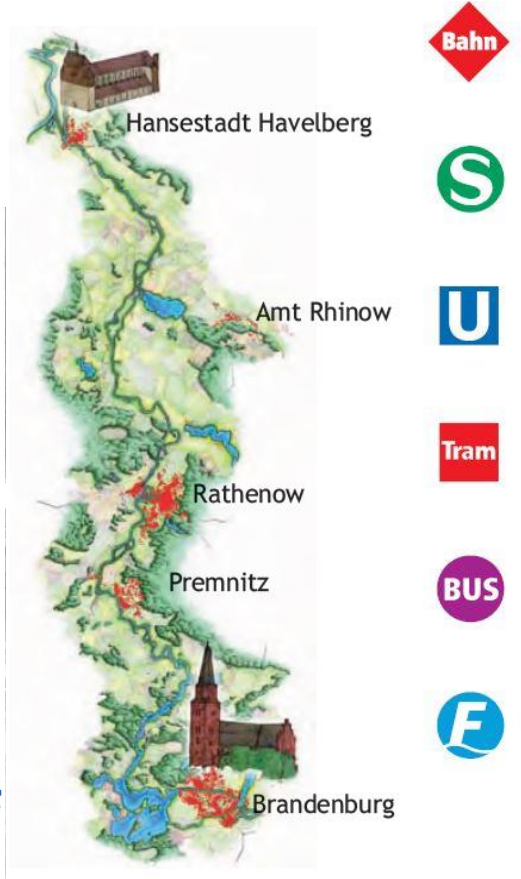 Bahn
Hansestadt Havelberg
S
Amt Rhinow
U
Tram
Rathenow
Premnitz
BUS
F
Brandenburg